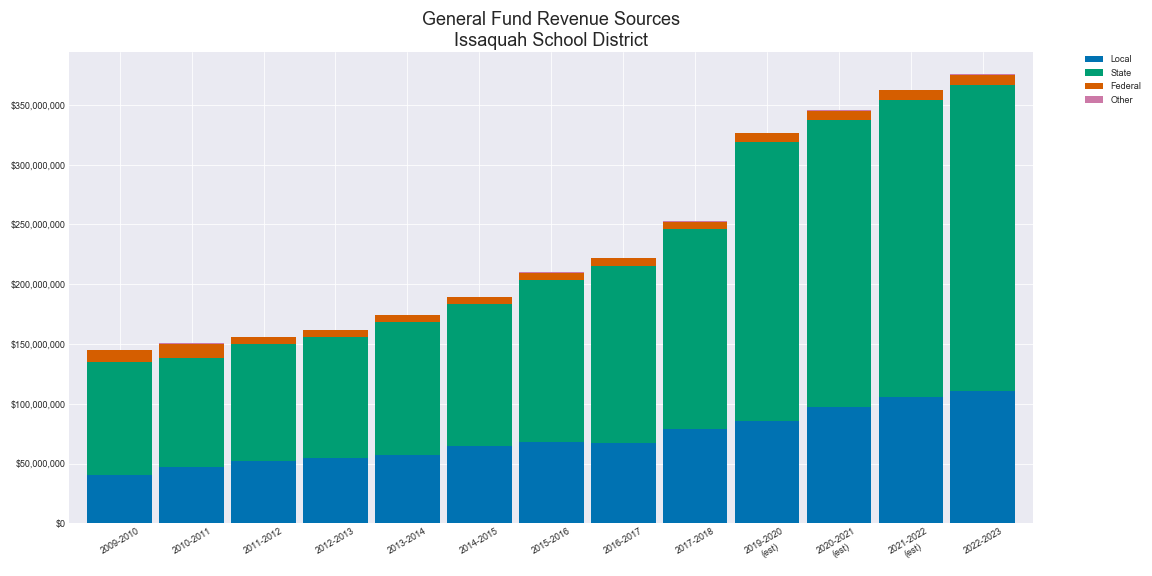 General Fund Revenue Sources
Issaquah School District
Local
State
Federal
Other
$350,000,000
$300,000,000
$250,000,000
$200,000,000
$150,000,000
$100,000,000
$50,000,000
$0
2009-2010
2010-2011
2011-2012
2012-2013
2013-2014
2014-2015
2015-2016
2016-2017
2017-2018
2019-2020
(est)
2020-2021
(est)
2021-2022
(est)
2022-2023